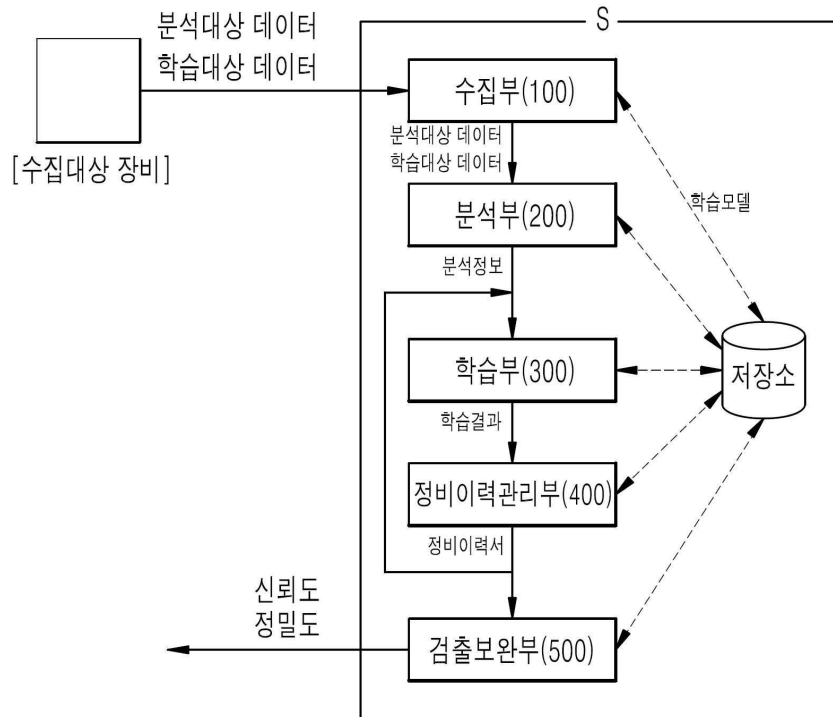 분석대상 데이터
학습대상 데이터
S
[수집대상 장비]
수집부(100)
분석대상 데이터
학습대상 데이터
분석부(200)
학습모델
분석정보
학습부(300)
저장소
학습결과
정비이력관리부(400)
정비이력서
신뢰도
정밀도
검출보완부(500)